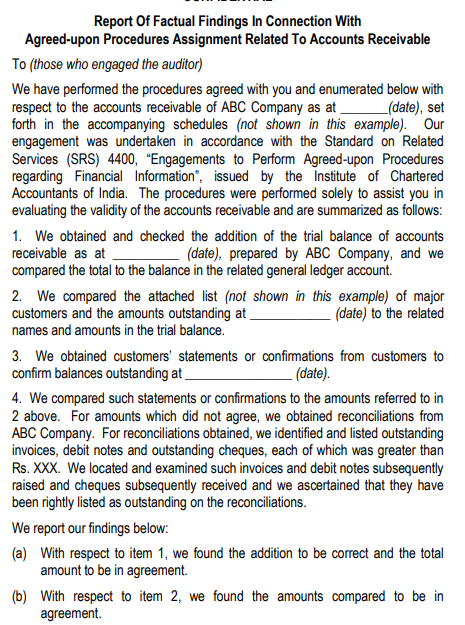 Report Of Factual Findings In Connection With
Agreed-upon Procedures Assignment Related To Accounts Receivable
To (those who engaged the auditor)
We have performed the procedures agreed with you and enumerated below with
respect to the accounts receivable of ABC Company as at ________(date), set
forth in the accompanying schedules (not shown in this example). Our
engagement was undertaken in accordance with the Standard on Related
Services (SRS) 4400, “Engagements to Perform Agreed-upon Procedures
regarding Financial Information”, issued by the Institute of Chartered
Accountants of India. The procedures were performed solely to assist you in
evaluating the validity of the accounts receivable and are summarized as follows:
1. We obtained and checked the addition of the trial balance of accounts
receivable as at __________ (date), prepared by ABC Company, and we
compared the total to the balance in the related general ledger account.
2. We compared the attached list (not shown in this example) of major
customers and the amounts outstanding at ____________ (date) to the related
names and amounts in the trial balance.
3. We obtained customers’ statements or confirmations from customers to
confirm balances outstanding at ________________ (date).
4. We compared such statements or confirmations to the amounts referred to in
2 above. For amounts which did not agree, we obtained reconciliations from
ABC Company. For reconciliations obtained, we identified and listed outstanding
invoices, debit notes and outstanding cheques, each of which was greater than
Rs. XXX. We located and examined such invoices and debit notes subsequently
raised and cheques subsequently received and we ascertained that they have
been rightly listed as outstanding on the reconciliations.
We report our findings below:
(a) With respect to item 1, we found the addition to be correct and the total
amount to be in agreement.
(b) With respect to item 2, we found the amounts compared to be in
agreement.